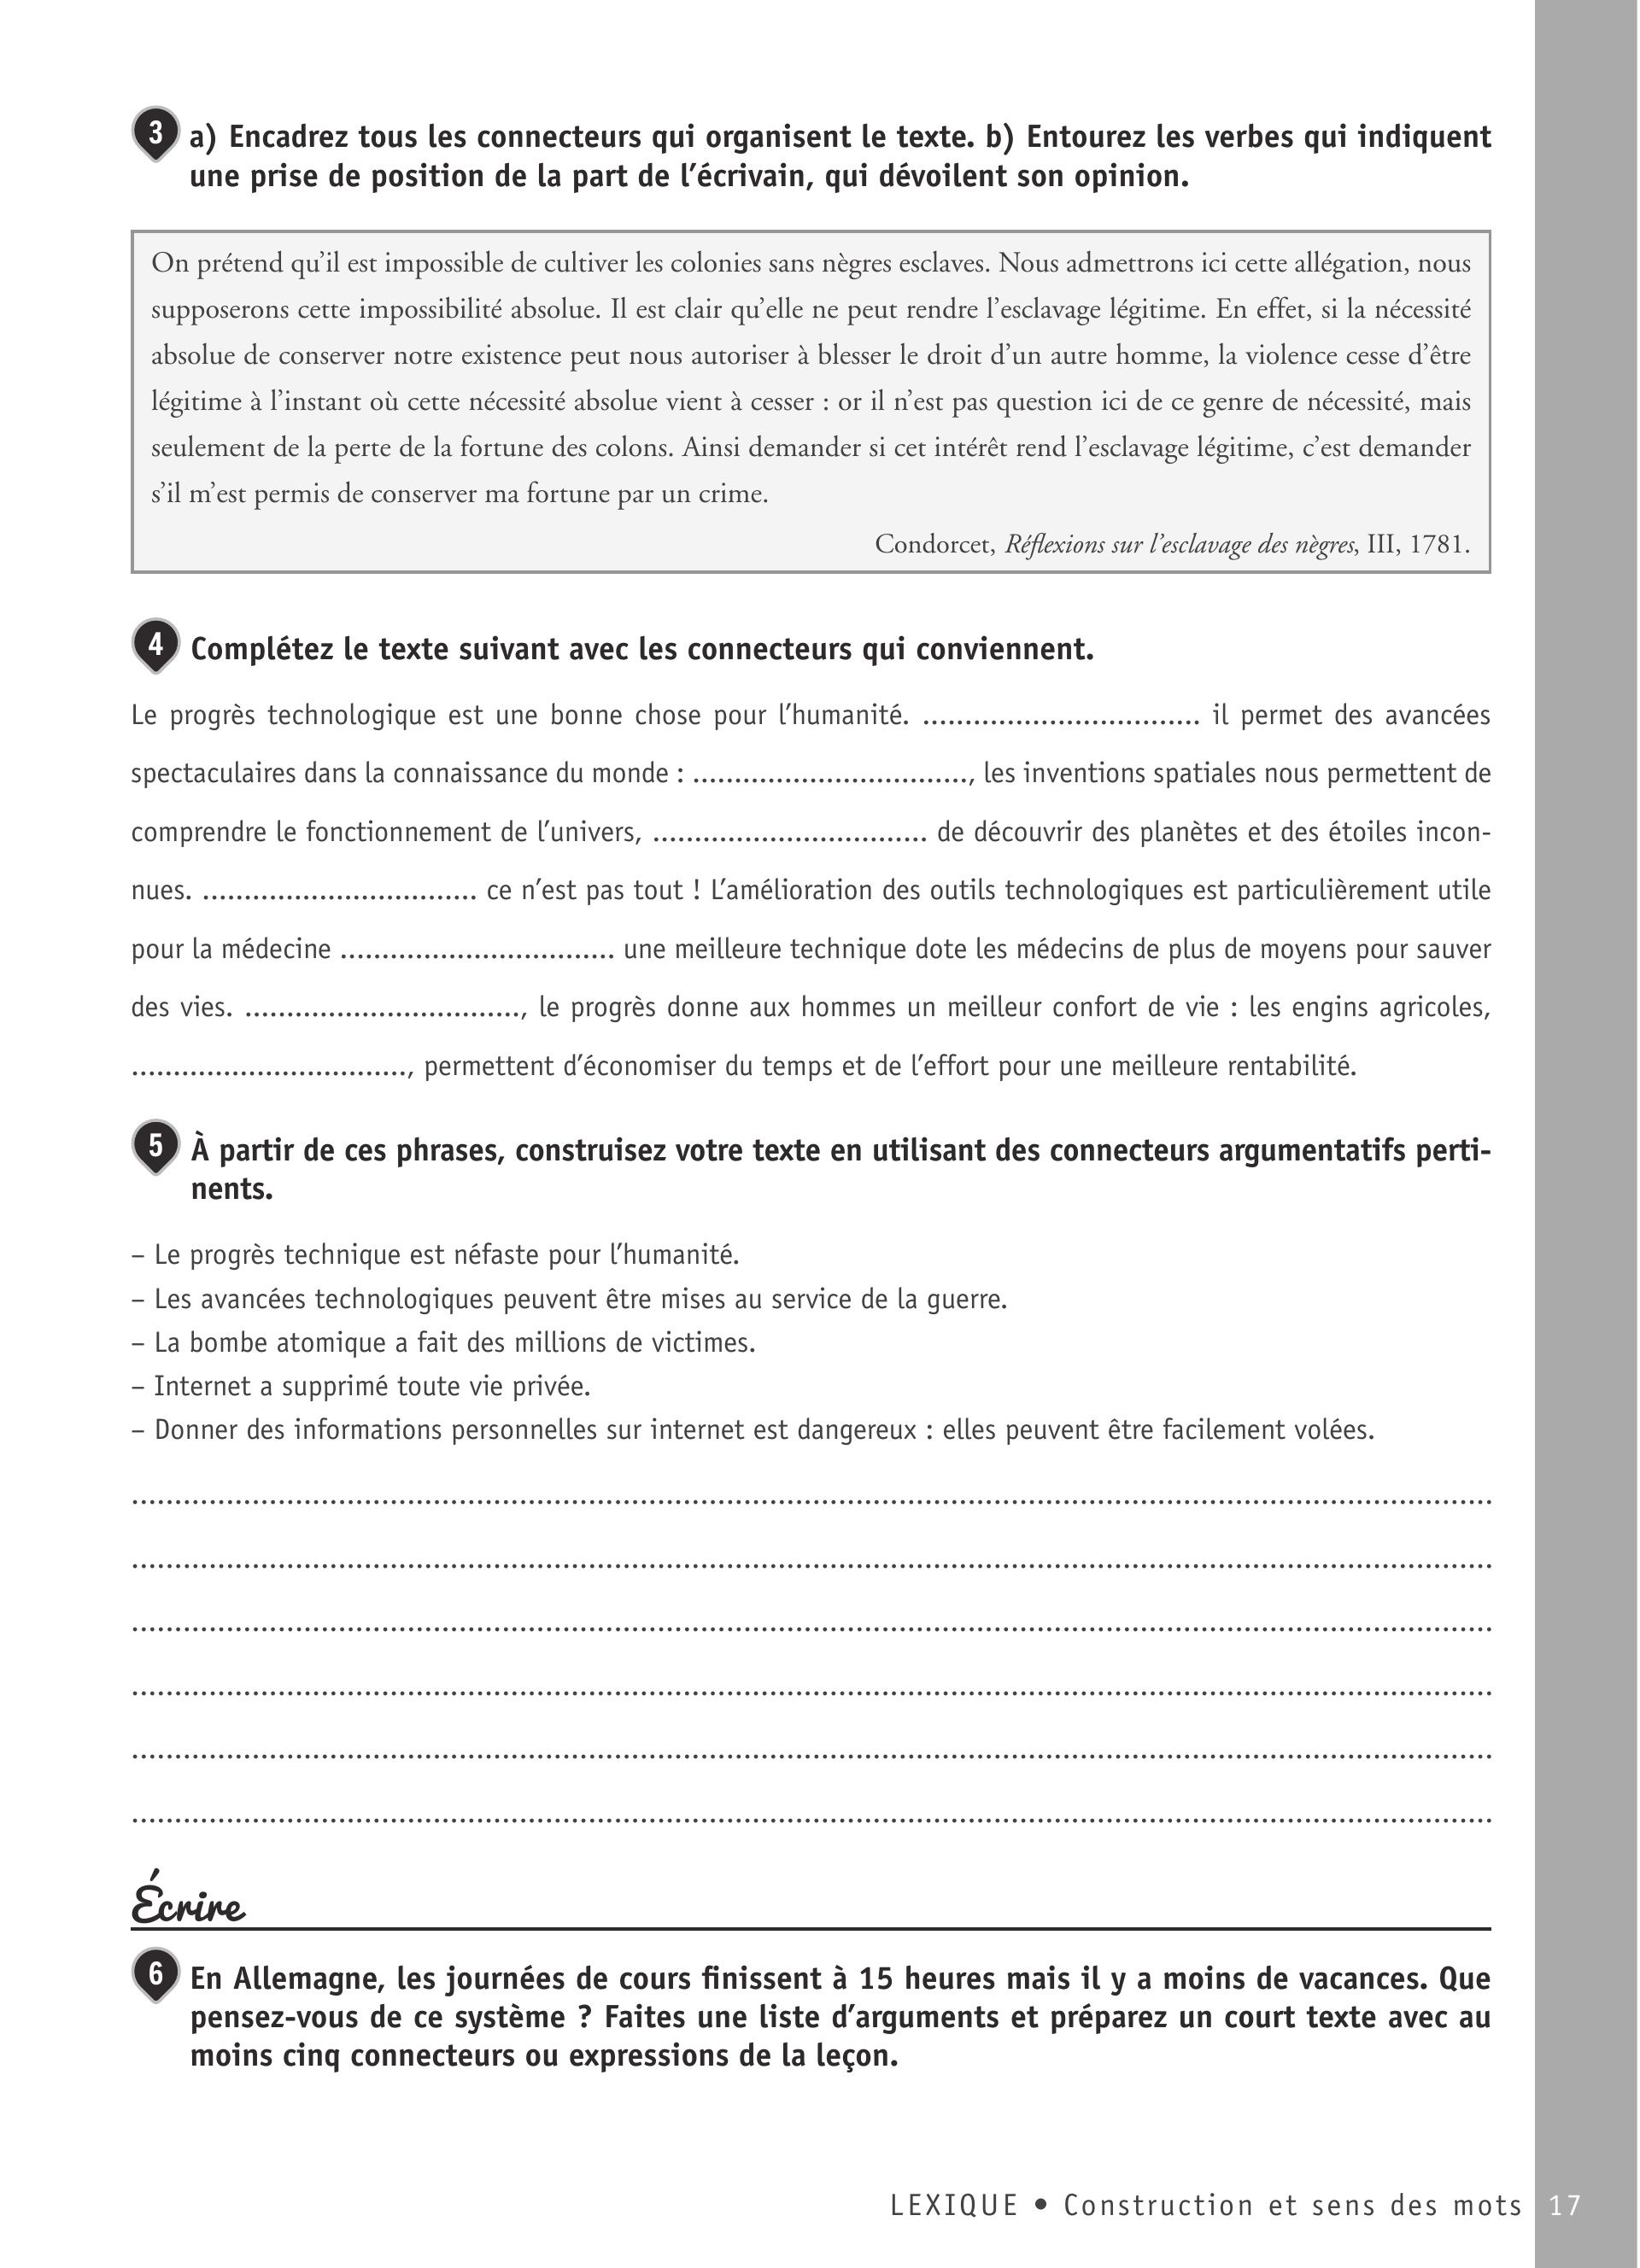 3 a) Encadrez tous les connecteurs qui organisent le texte. b) Entourez les verbes qui indiquent
une prise de position de la part de l’écrivain, qui dévoilent son opinion.
On prétend qu’il est impossible de cultiver les colonies sans nègres esclaves. Nous admettrons ici cette allégation, nous
supposerons cette impossibilité absolue. Il est clair qu’elle ne peut rendre l’esclavage légitime. En effet, si la nécessité
absolue de conserver notre existence peut nous autoriser à blesser le droit d’un autre homme, la violence cesse d’être
légitime à l’instant où cette nécessité absolue vient à cesser : or il n’est pas question ici de ce genre de nécessité, mais
seulement de la perte de la fortune des colons. Ainsi demander si cet intérêt rend l’esclavage légitime, c’est demander
s’il m’est permis de conserver ma fortune par un crime.
Condorcet, Réflexions sur l’esclavage des nègres, III, 1781.
4 Complétez le texte suivant avec les connecteurs qui conviennent.
Le progrès technologique est une bonne chose pour l’humanité. ................................. il permet des avancées
spectaculaires dans la connaissance du monde : ................................., les inventions spatiales nous permettent de
comprendre le fonctionnement de l’univers, ................................. de découvrir des planètes et des étoiles incon-
nues. ................................. ce n’est pas tout ! L’amélioration des outils technologiques est particulièrement utile
pour la médecine ................................. une meilleure technique dote les médecins de plus de moyens pour sauver
des vies. ................................., le progrès donne aux hommes un meilleur confort de vie : les engins agricoles,
................................., permettent d’économiser du temps et de l’effort pour une meilleure rentabilité.
5 À partir de ces phrases, construisez votre texte en utilisant des connecteurs argumentatifs perti-
nents.
– Le progrès technique est néfaste pour l’humanité.
– Les avancées technologiques peuvent être mises au service de la guerre.
– La bombe atomique a fait des millions de victimes.
– Internet a supprimé toute vie privée.
– Donner des informations personnelles sur internet est dangereux : elles peuvent être facilement volées.
Écrire
6 En Allemagne, les journées de cours finissent à 15 heures mais il y a moins de vacances. Que
pensez-vous de ce système ? Faites une liste d’arguments et préparez un court texte avec au
moins cinq connecteurs ou expressions de la leçon.
LEXIQUE • Construction et sens des mots 17